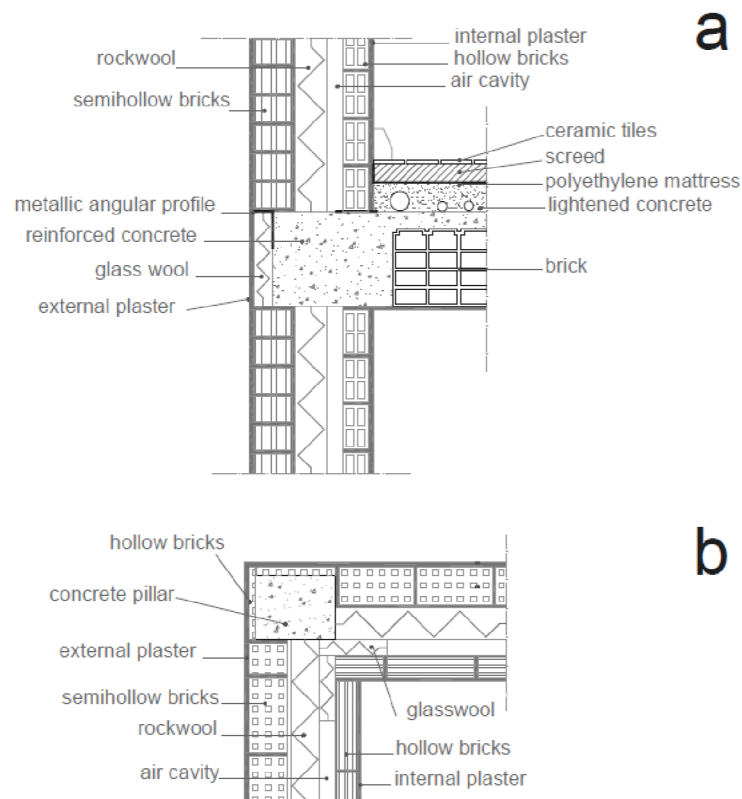 a
internal plaster
rockwool
hollow bricks
air cavity
semihollow bricks
ceramic tiles
screed
polyethylene mattress
metallic angular profile
lightened concrete
reinforced concrete
glass wool
brick
external plaster
b
hollow bricks
concrete pillar
external plaster
semihollow bricks
glasswool
rockwool
hollow bricks
air cavity
internal plaster